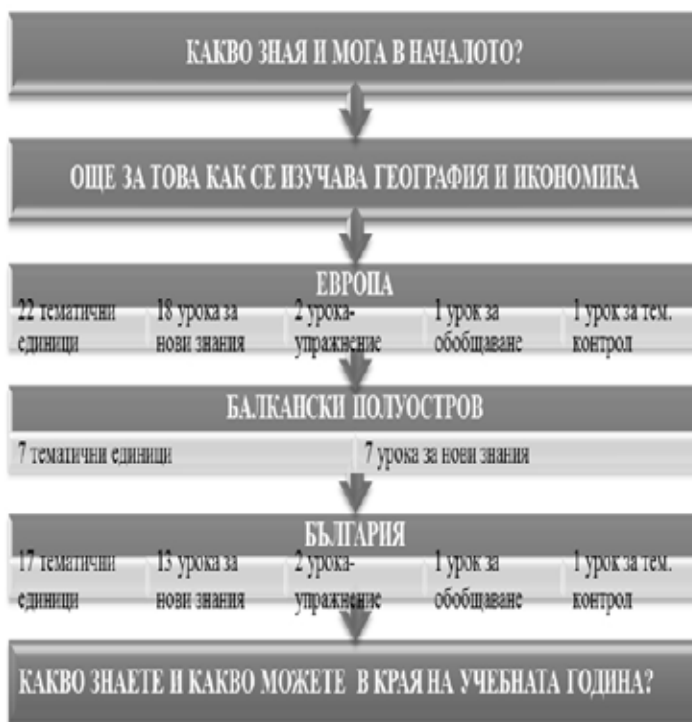 КАКВО ЗНАЯ И МОГА В НАЧАЛОТО?
ОЩЕ ЗА ТОВА КАК СЕ ИЗУЧАВА ГЕОГРАФИЯ И ИКОНОМИКА
ЕВРОПА
22 тематични единици
18 урока за нови знания
2 урока-упражнение
1 урок за обобщаване
1 урок за тем. контрол
БАЛКАНСКИ ПОЛУОСТРОВ
7 тематични единици
7 урока за нови знания
БЪЛГАРИЯ
17 тематични единици
13 урока за нови знания
2 урока-упражнение
1 урок за обобщаване
1 урок за тем. контрол
КАКВО ЗНАЕТЕ И КАКВО МОЖЕТЕ В КРАЯ НА УЧЕБНАТА ГОДИНА?